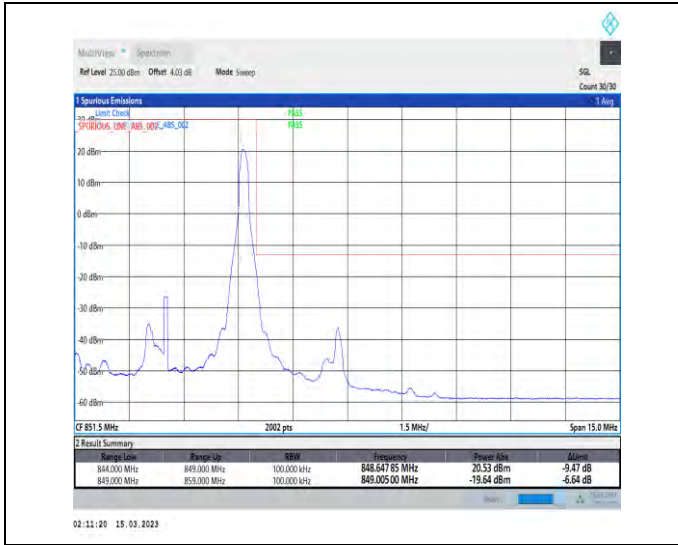 MultiView Spectrum
Ref Level 25.00 dBm Offset 4.03 dB Mode Sweep SGL
Count 30/30
1 Spurious Emissions 1 Avg
Limit Check PASS
PASS
20 dBm
10 dBm
0 dBm
-10 dBm
-20 dBm
-30 dBm
-40 dBm
-50 dBm
-60 dBm
CF 851.5 MHz 2002 pts 1.5 MHz/ Span 15.0 MHz
2 Result Summary
Range Low Range Up RBW Frequency Power Abs ΔLimit
844.000 MHz 849.000 MHz 100.000 kHz 848.647 85 MHz 20.53 dBm -9.47 dB
849.000 MHz 859.000 MHz 100.000 kHz 849.005 00 MHz -19.64 dBm -6.64 dB
02:11:20 15.03.2023